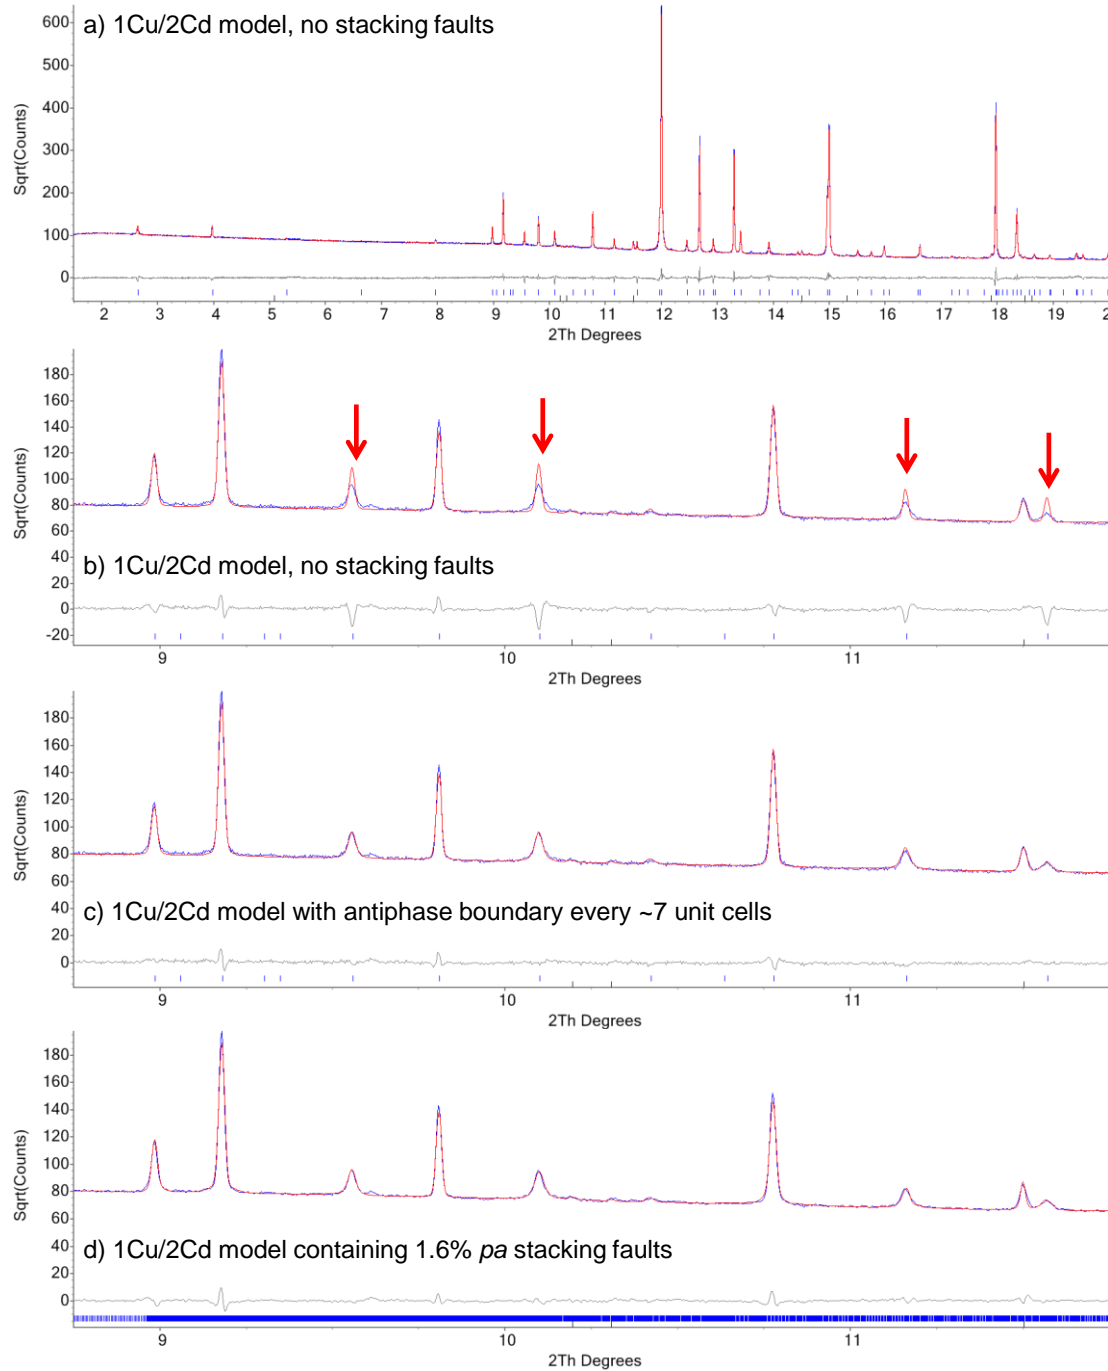 a) 1Cu/2Cd model, no stacking faults
Sqrt(Counts)
600
500
400
300
200
100
0
2 3 4 5 6 7 8 9 10 11 12 13 14 15 16 17 18 19 2
2Th Degrees
Sqrt(Counts)
180
160
140
120
100
80
60
40
20
0
-20
b) 1Cu/2Cd model, no stacking faults
9 10 11
2Th Degrees
Sqrt(Counts)
180
160
140
120
100
80
60
40
20
0
c) 1Cu/2Cd model with antiphase boundary every ~7 unit cells
9 10 11
2Th Degrees
Sqrt(Counts)
180
160
140
120
100
80
60
40
20
0
d) 1Cu/2Cd model containing 1.6% pa stacking faults
9 10 11
2Th Degrees